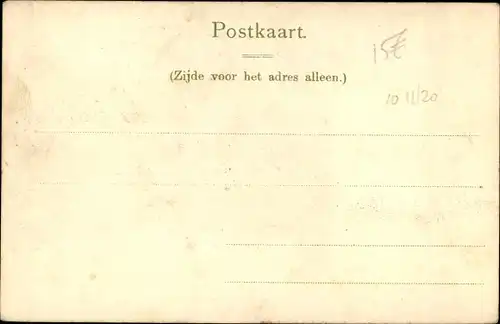 Postkaart.
(Zijde voor het adres alleen.)
15€
10 11/20